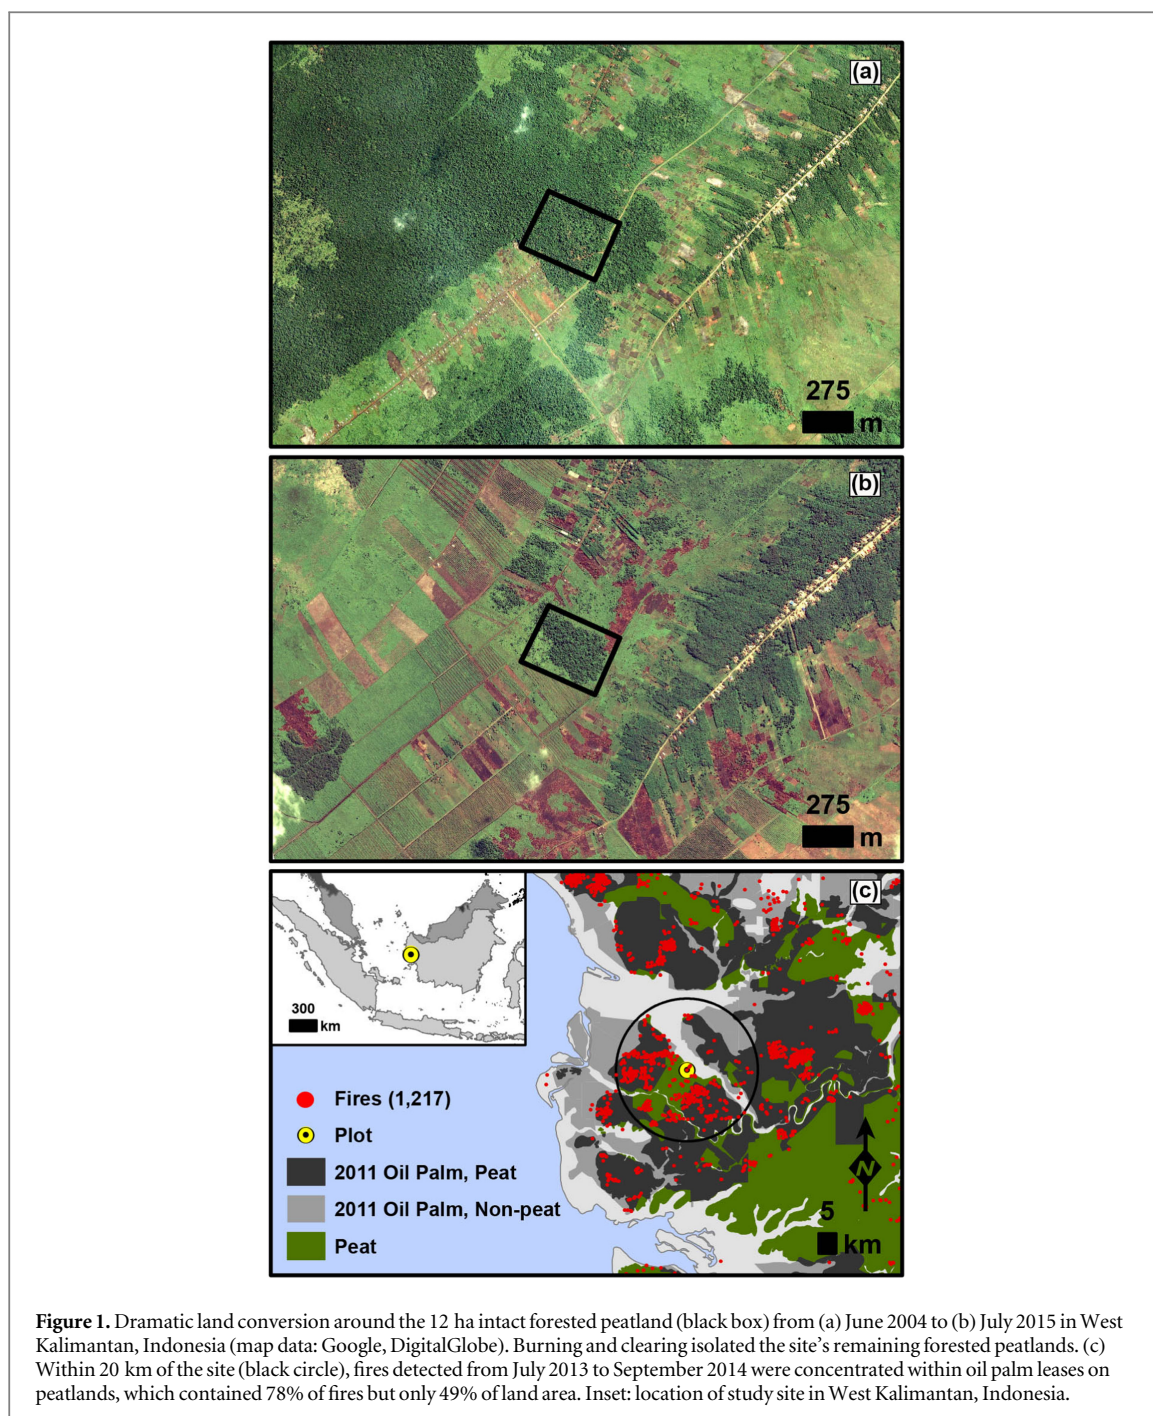 (a)
275
m
(b)
275
m
(c)
300
km
Fires (1,217)
Plot
2011 Oil Palm, Peat
2011 Oil Palm, Non-peat
Peat
N
5
km
Figure 1. Dramatic land conversion around the 12 ha intact forested peatland (black box) from (a) June 2004 to (b) July 2015 in West
Kalimantan, Indonesia (map data: Google, DigitalGlobe). Burning and clearing isolated the site's remaining forested peatlands. (c)
Within 20 km of the site (black circle), fires detected from July 2013 to September 2014 were concentrated within oil palm leases on
peatlands, which contained 78% of fires but only 49% of land area. Inset: location of study site in West Kalimantan, Indonesia.